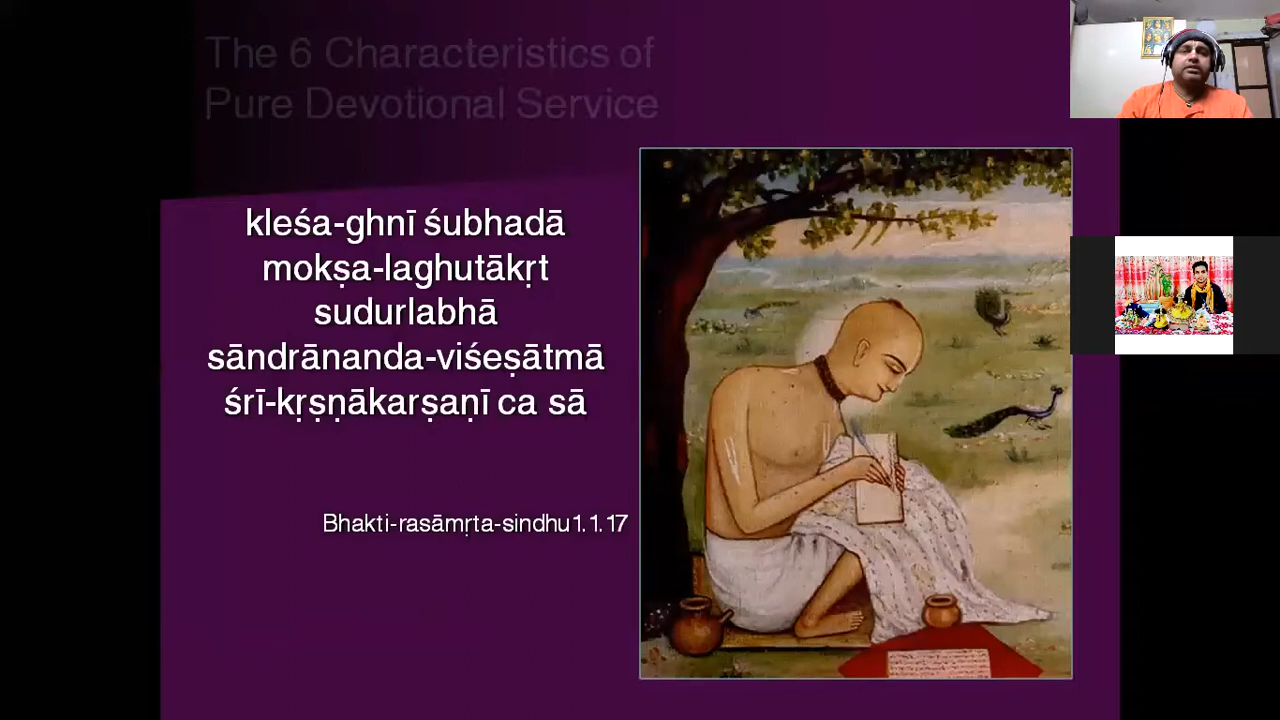 The 6 Characteristics of
Pure Devotional Service
kleśa-ghnī śubhadā
mokṣa-laghutākṛt
sudurlabhā
sāndrānanda-viśeṣātmā
śrī-kṛṣṇākarṣaṇī ca sā
Bhakti-rasāmṛta-sindhu 1.1.17